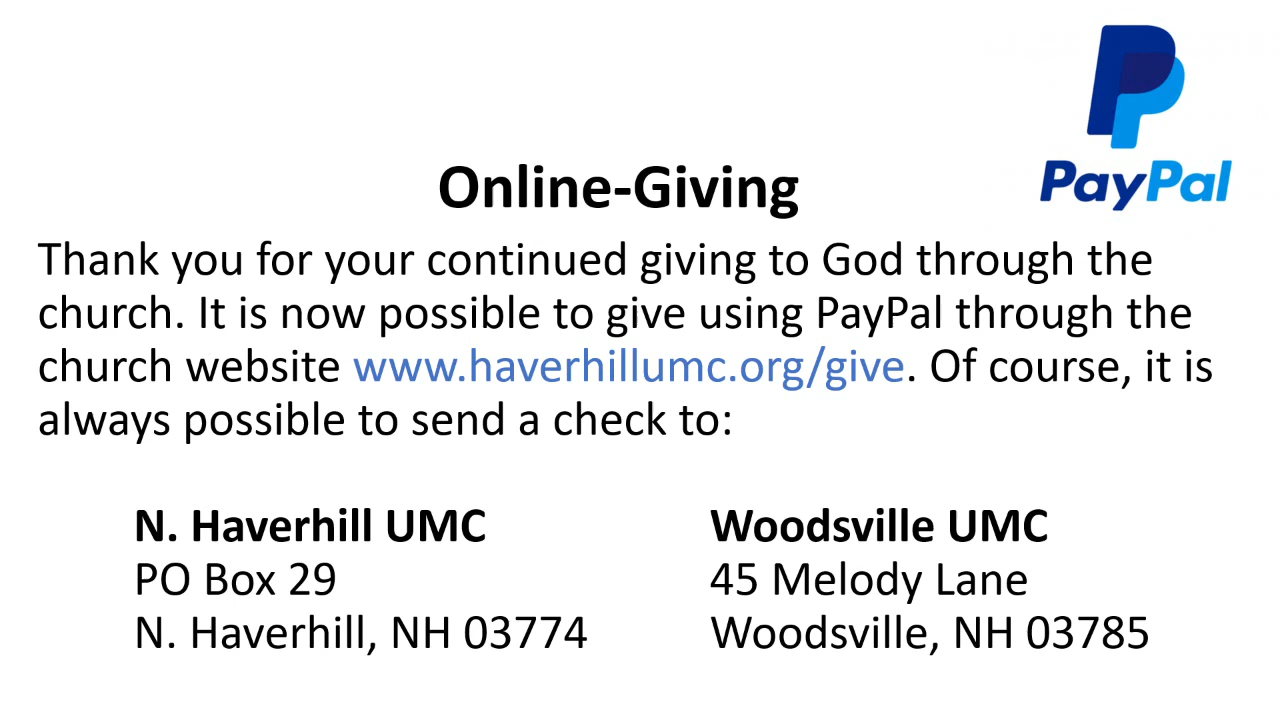 PayPal
Online-Giving
Thank you for your continued giving to God through the
church. It is now possible to give using PayPal through the
church website www.haverhillumc.org/give. Of course, it is
always possible to send a check to:
N. Haverhill UMC
PO Box 29
N. Haverhill, NH 03774
Woodsville UMC
45 Melody Lane
Woodsville, NH 03785